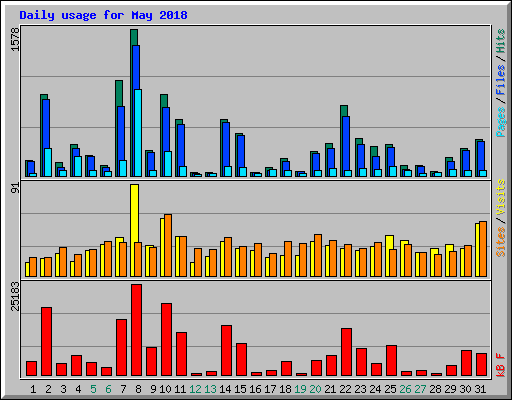 Daily usage for May 2018
1578
Pages / Files / Hits
91
Sites / Visits
25183
kB F
1 2 3 4 5 6 7 8 9 10 11 12 13 14 15 16 17 18 19 20 21 22 23 24 25 26 27 28 29 30 31